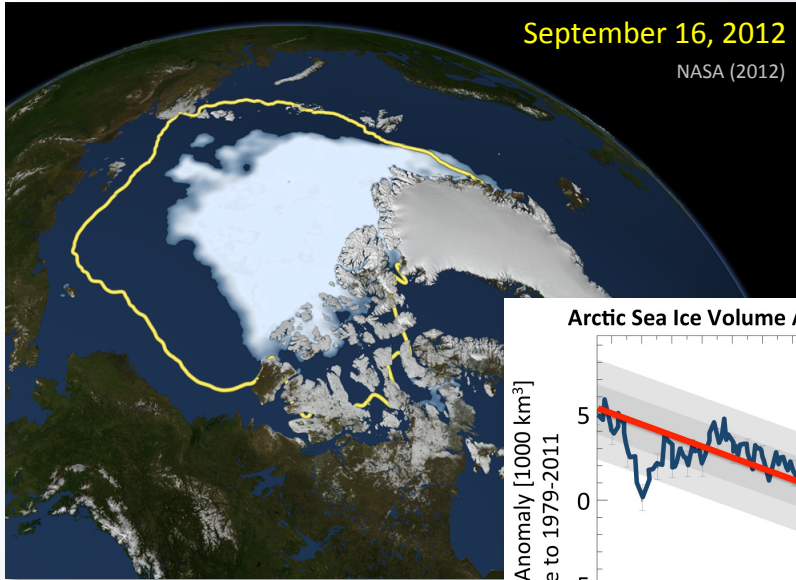 September 16, 2012
NASA (2012)
Arctic Sea Ice Volume
5
0
Anomaly [1000 km³]
to 1979-2011